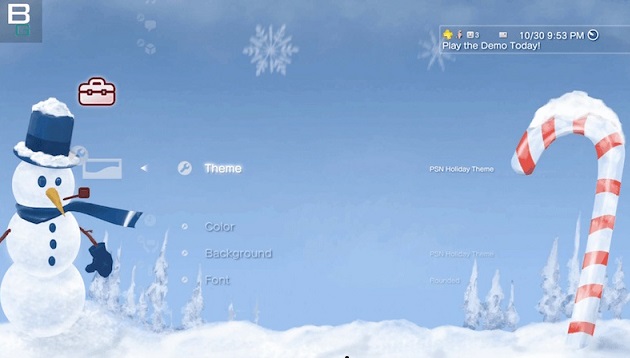 B
3
10/30 9:53 PM
Play the Demo Today!
Theme
PSN Holiday Theme
Color
Background
PSN Holiday Theme
Font
Rounded